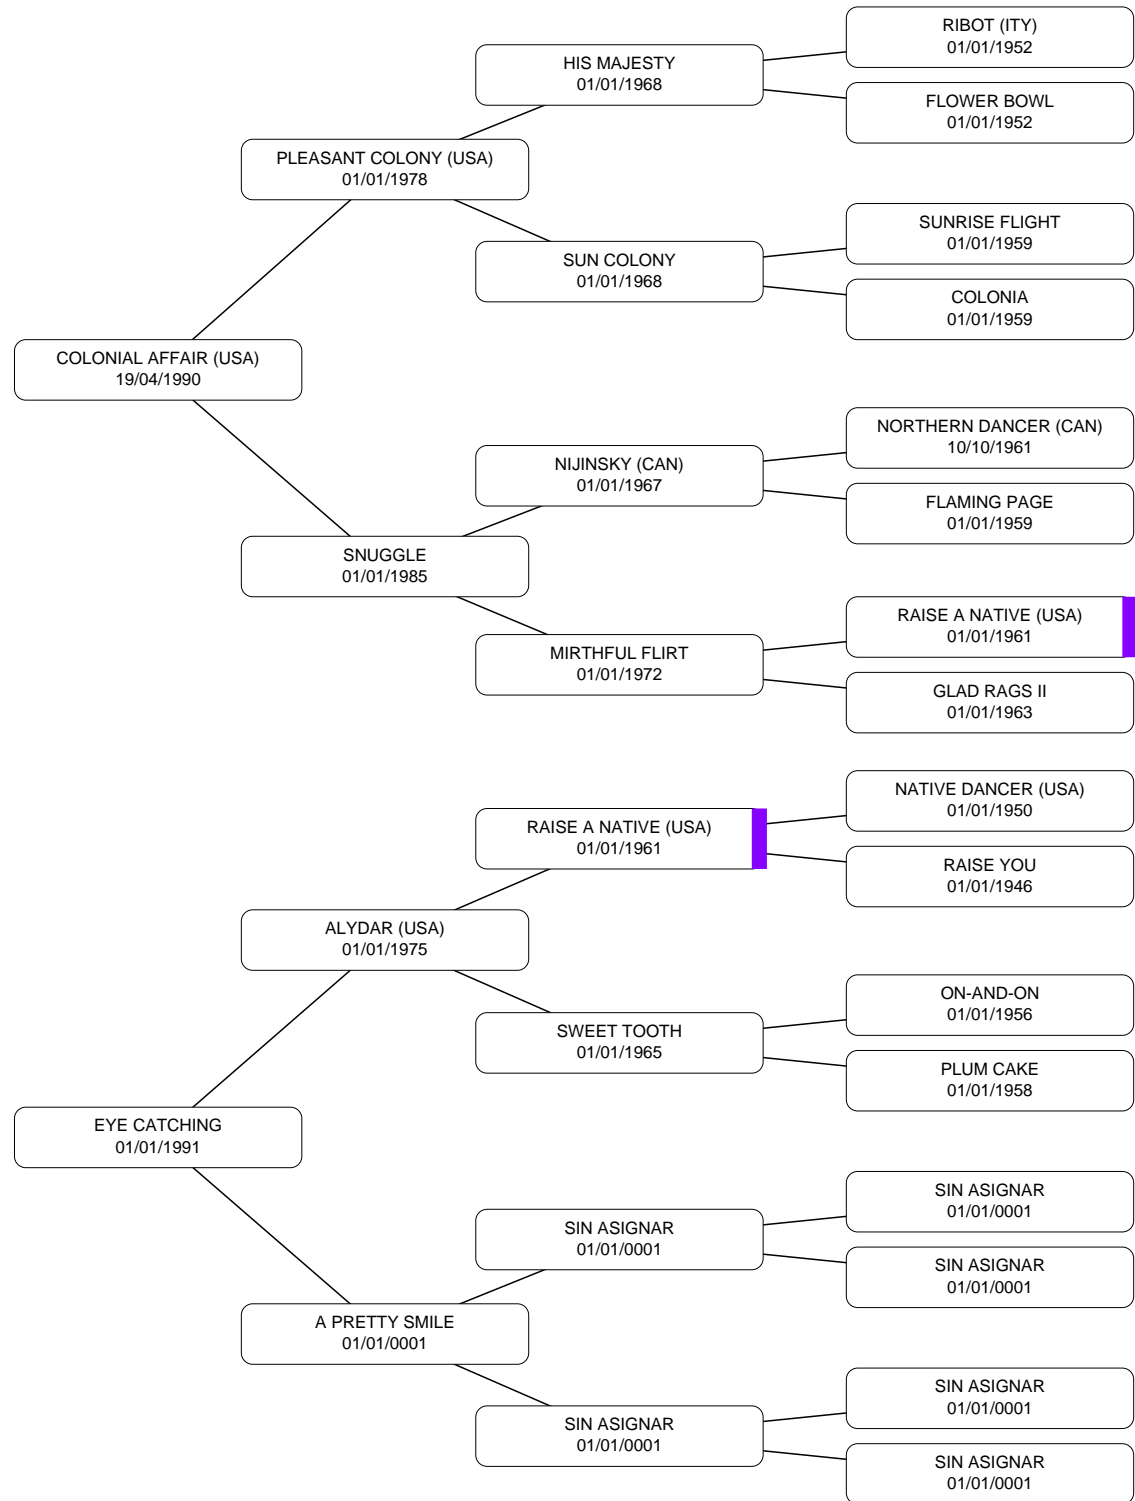 RIBOT (ITY)
01/01/1952
HIS MAJESTY
01/01/1968
FLOWER BOWL
01/01/1952
PLEASANT COLONY (USA)
01/01/1978
SUNRISE FLIGHT
01/01/1959
SUN COLONY
01/01/1968
COLONIA
01/01/1959
COLONIAL AFFAIR (USA)
19/04/1990
NORTHERN DANCER (CAN)
10/10/1961
NIJINSKY (CAN)
01/01/1967
FLAMING PAGE
01/01/1959
SNUGGLE
01/01/1985
RAISE A NATIVE (USA)
01/01/1961
MIRTHFUL FLIRT
01/01/1972
GLAD RAGS II
01/01/1963
NATIVE DANCER (USA)
01/01/1950
RAISE A NATIVE (USA)
01/01/1961
RAISE YOU
01/01/1946
ALYDAR (USA)
01/01/1975
ON-AND-ON
01/01/1956
SWEET TOOTH
01/01/1965
PLUM CAKE
01/01/1958
EYE CATCHING
01/01/1991
SIN ASIGNAR
01/01/0001
SIN ASIGNAR
01/01/0001
SIN ASIGNAR
01/01/0001
A PRETTY SMILE
01/01/0001
SIN ASIGNAR
01/01/0001
SIN ASIGNAR
01/01/0001
SIN ASIGNAR
01/01/0001